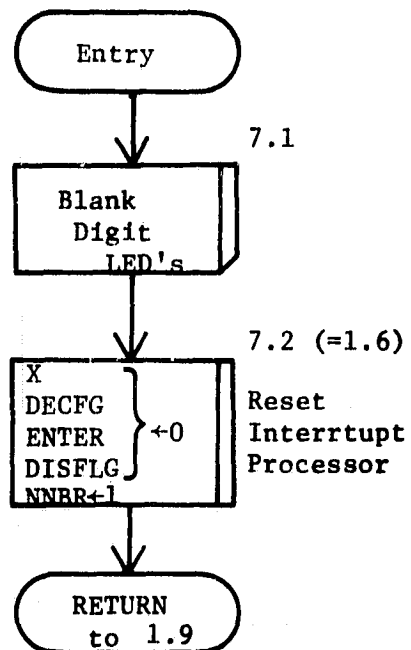 Entry
7.1
Blank
Digit
LED's
7.2 (=1.6)
X
DECFG
ENTER
DISFLG
←0
NNBR←1
Reset
Interrtupt
Processor
RETURN
to 1.9